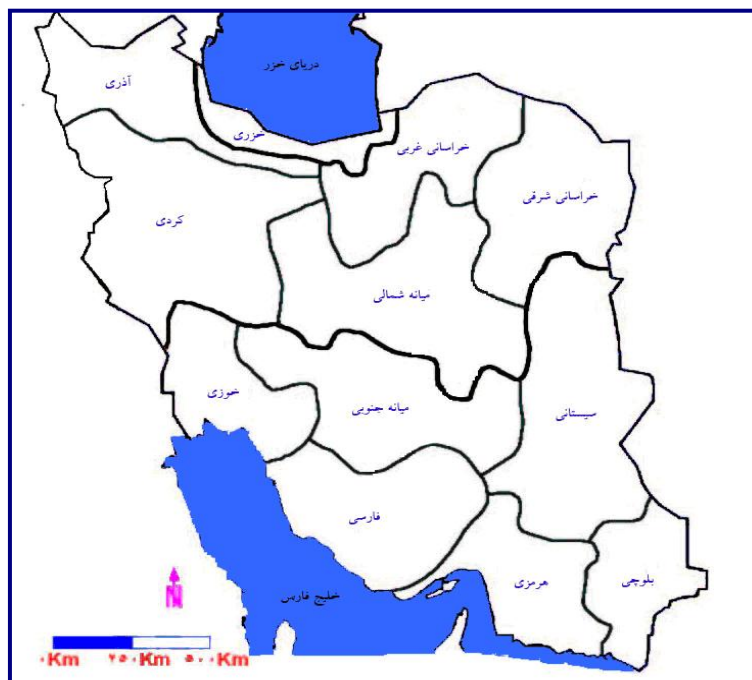 دریای خزر
آذری
خزری
خراسانی غربی
خراسانی شرقی
کردی
میانه شمالی
خوزی
میانه جنوبی
سیستانی
فارسی
هرمزی
بلوچی
خلیج فارس
N
۰Km ۲۵۰Km ۵۰۰Km